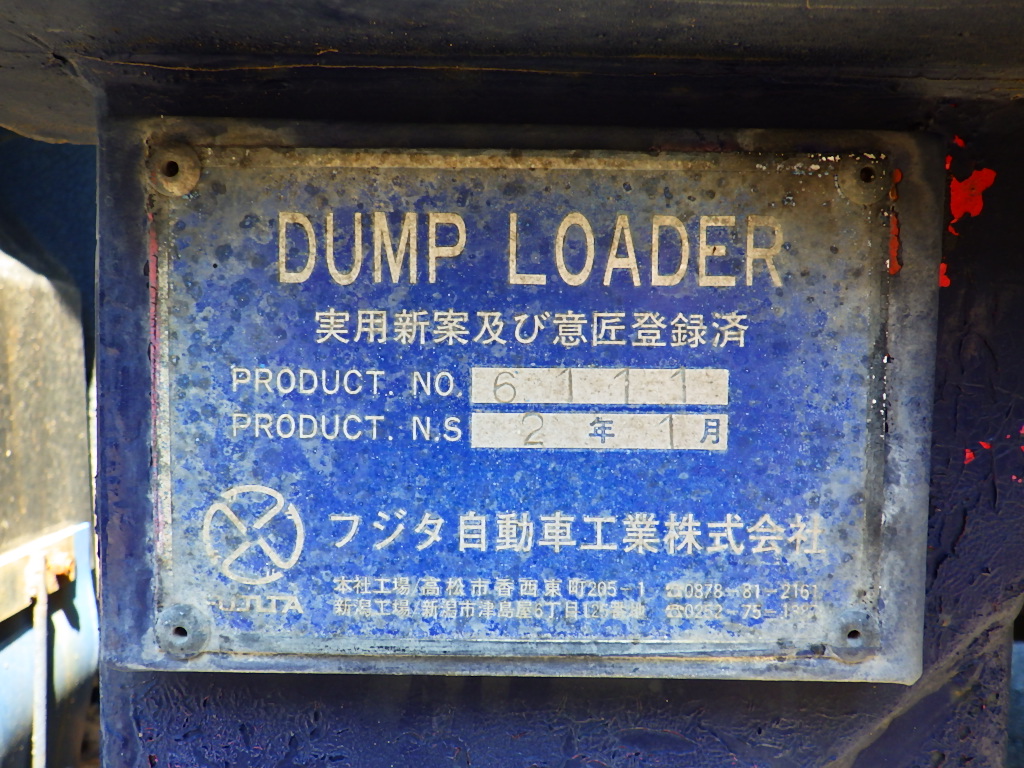 DUMP LOADER
実用新案及び意匠登録済
PRODUCT. NO. 6 1 1 1
PRODUCT. N.S 2 年 1 月
フジタ自動車工業株式会社
FUJITA
本社工場/高松市香西東町205-1 ☎0878-81-2161
新潟工場/新潟市津島屋6丁目126番地